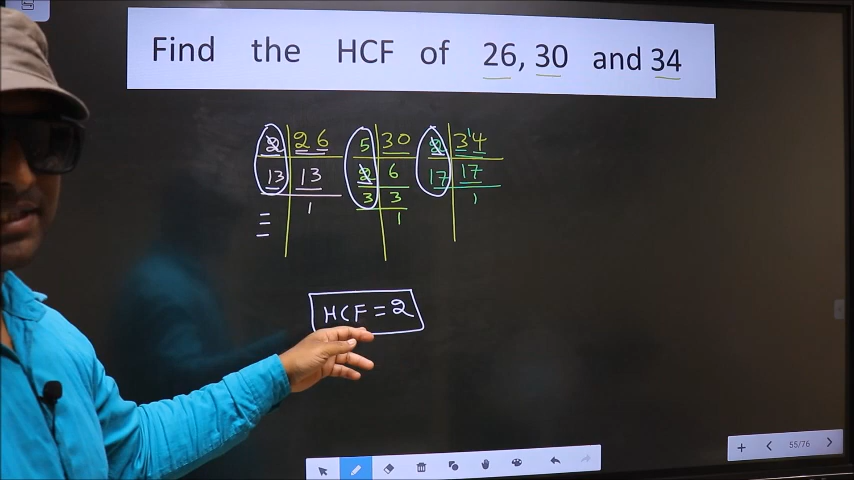 Find the HCF of 26, 30 and 34
2 26 5 30 2 3¹4
13 13 2 6 17 17
1 3 3 1
1
HCF = 2
55/76